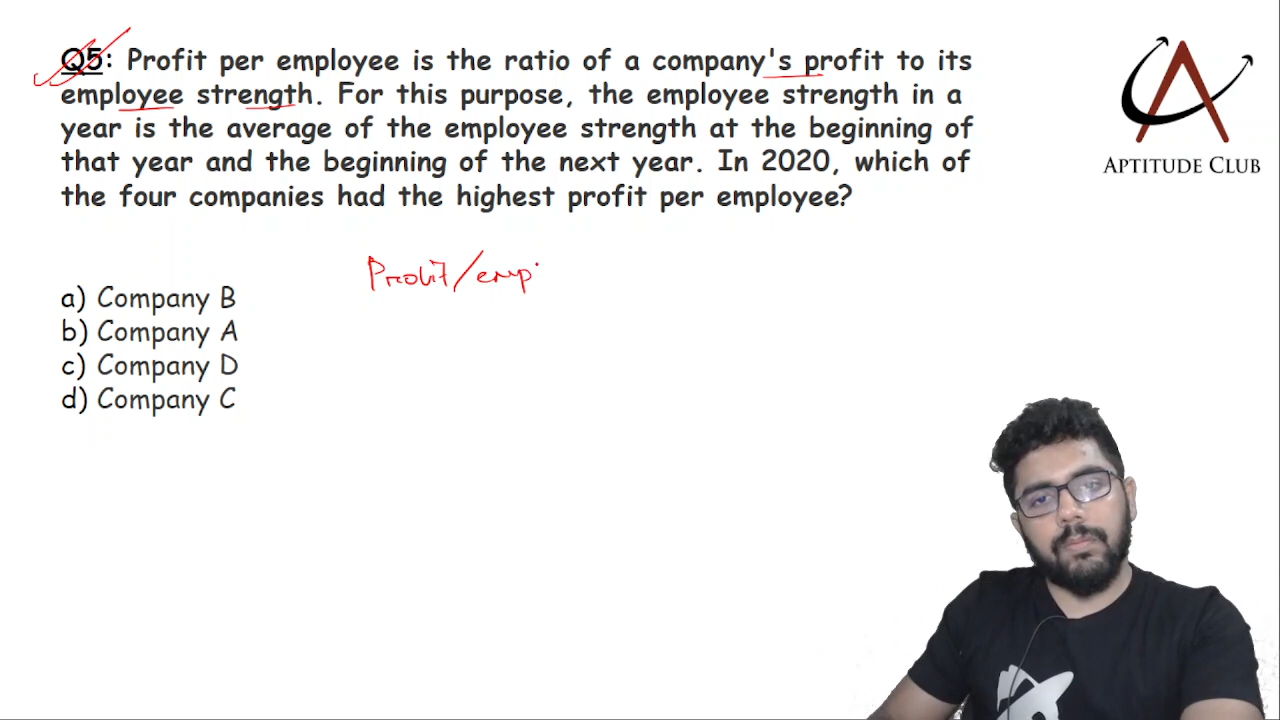 Q5: Profit per employee is the ratio of a company's profit to its
employee strength. For this purpose, the employee strength in a
year is the average of the employee strength at the beginning of
that year and the beginning of the next year. In 2020, which of
the four companies had the highest profit per employee?
APTITUDE CLUB
Profit/emp
a) Company B
b) Company A
c) Company D
d) Company C